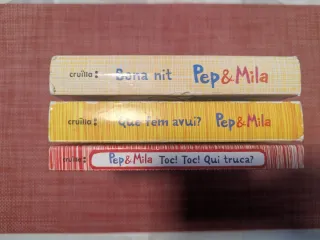 cruïlla: Bona nit Pep & Mila
cruïlla: Què fem avui? Pep & Mila
cruïlla: Pep & Mila Toc! Toc! Qui truca?